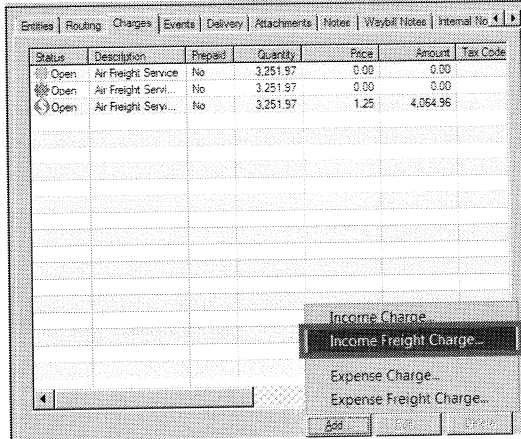 Entities Routing Charges Events Delivery Attachments Notes Waybill Notes Internal No
Status Description Prepaid Quantity Price Amount Tax Code
Open Air Freight Service No 3,251.97 0.00 0.00
Open Air Freight Servi... No 3,251.97 0.00 0.00
Open Air Freight Servi... No 3,251.97 1.25 4,064.96
Income Charge...
Income Freight Charge...
Expense Charge...
Expense Freight Charge...
Add... Edit... Delete